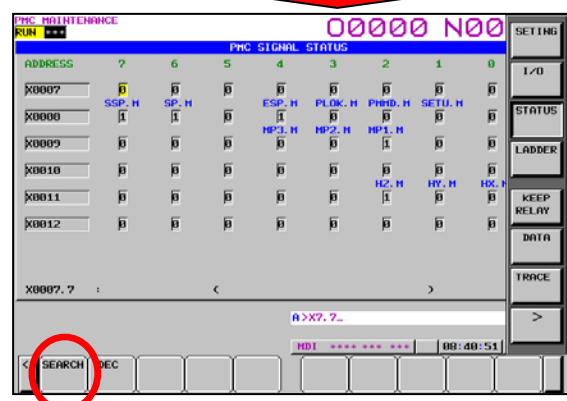 PMC MAINTENANCE
O0000 N00
RUN ***
PMC SIGNAL STATUS
ADDRESS 7 6 5 4 3 2 1 0
X0007 0 0 0 0 0 0 0 0
SSP.M SP.M ESP.M PLOK.M PMMD.M SETU.M
X0008 1 1 0 1 0 0 0 0
MP3.M MP2.M MP1.M
X0009 0 0 0 0 0 1 0 0
X0010 0 0 0 0 0 0 0 0
HZ.M HY.M HX.M
X0011 0 0 0 0 0 1 0 0
X0012 0 0 0 0 0 0 0 0
X0007.7 : ( )
A>X7.7_
MDI **** *** *** 08:40:51
< SEARCH DEC
SETING
I/O
STATUS
LADDER
KEEP
RELAY
DATA
TRACE
>